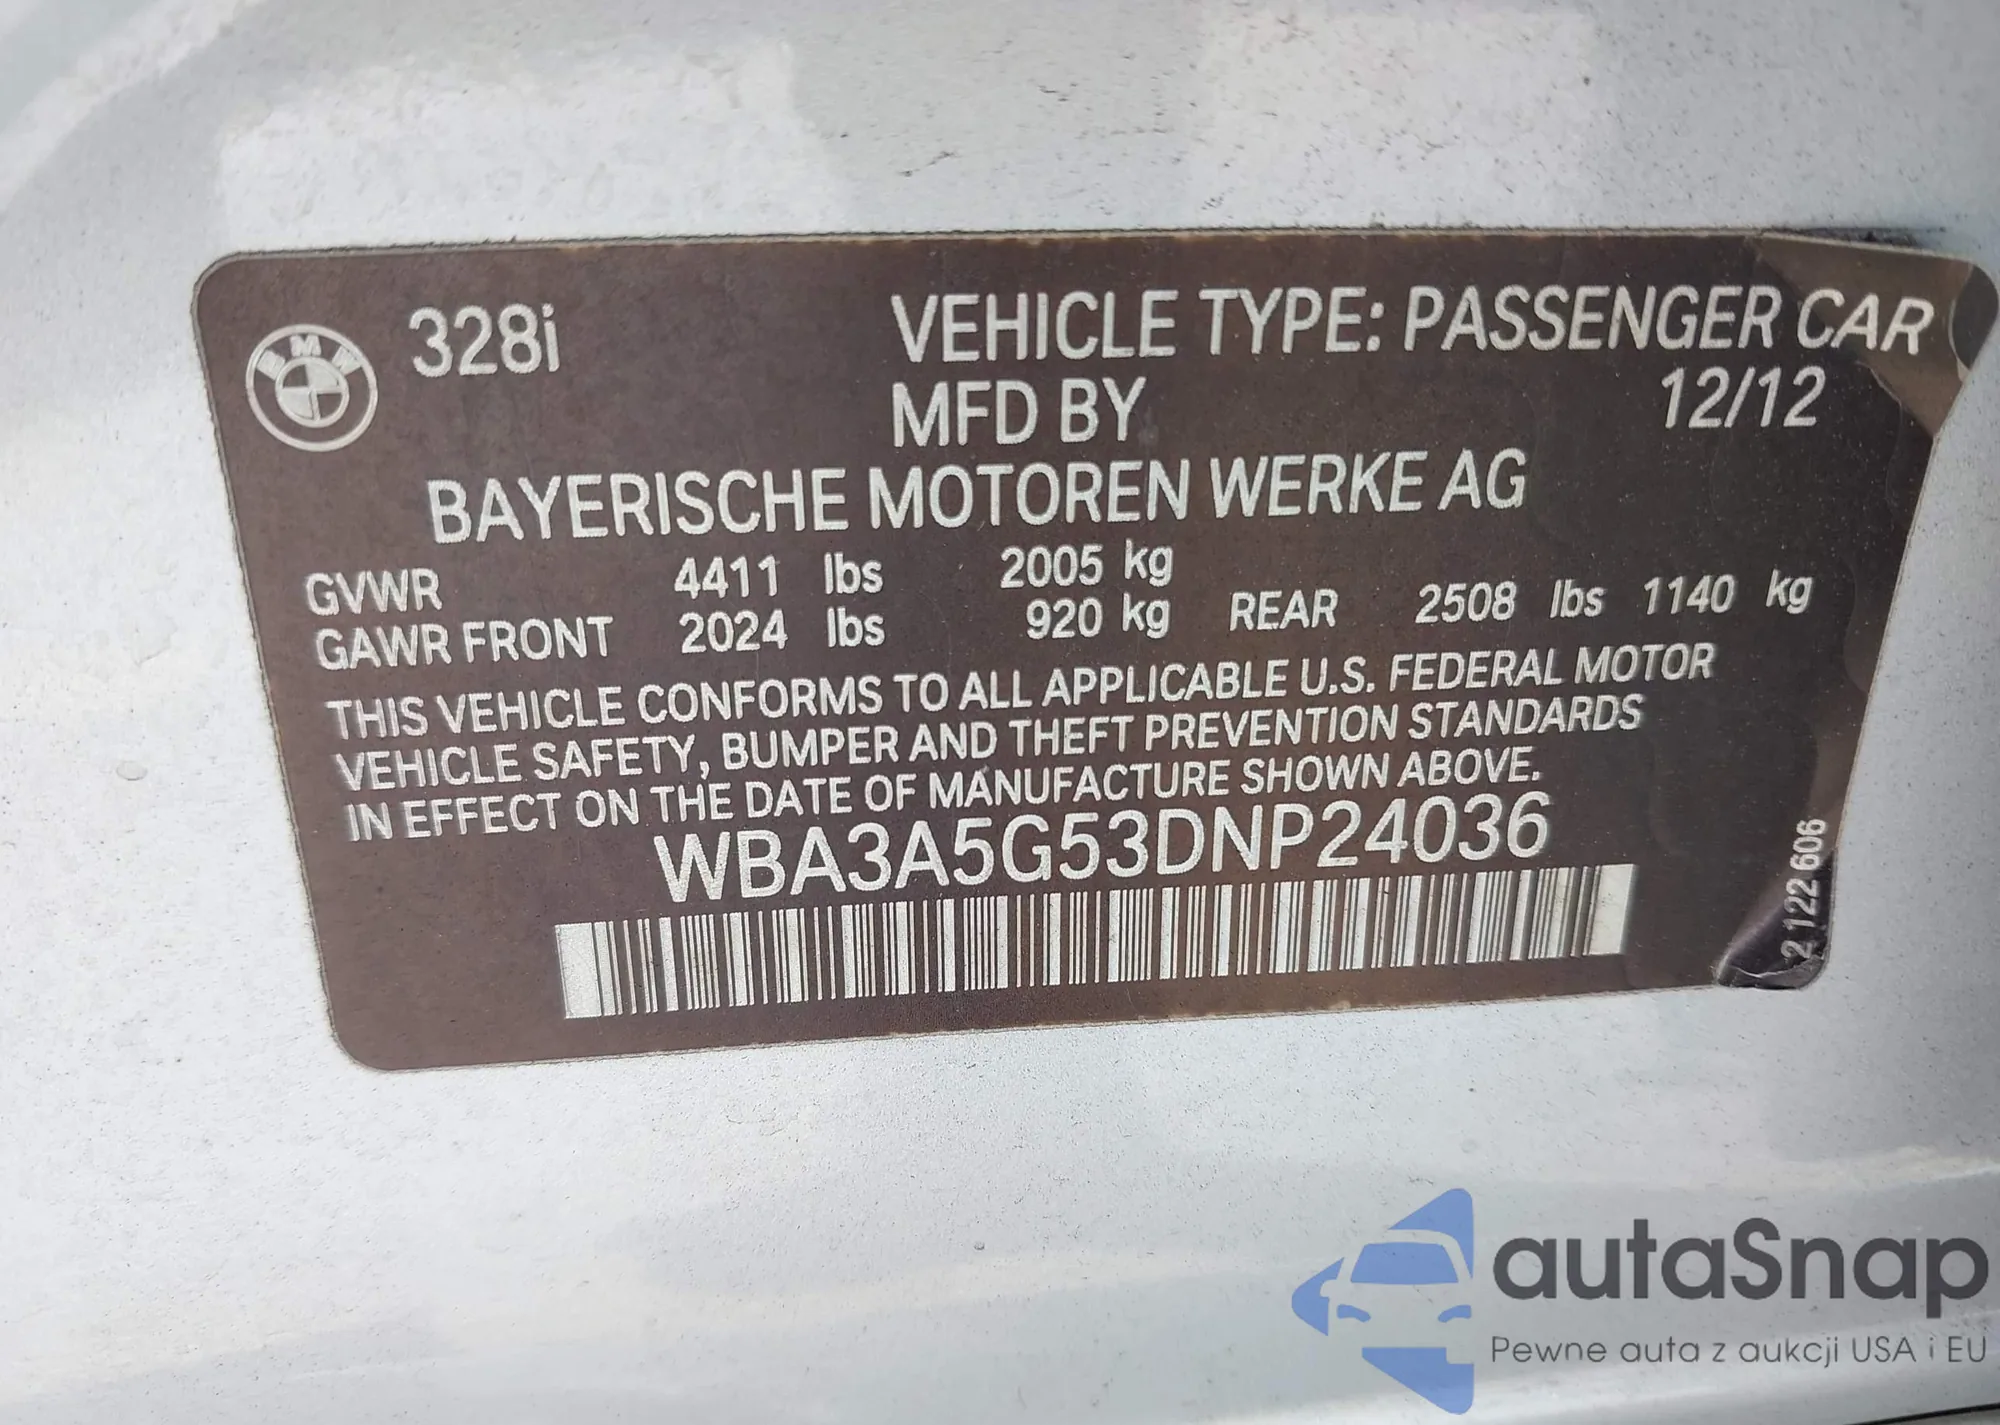 BMW 328i VEHICLE TYPE: PASSENGER CAR
MFD BY 12/12
BAYERISCHE MOTOREN WERKE AG
GVWR 4411 lbs 2005 kg
GAWR FRONT 2024 lbs 920 kg REAR 2508 lbs 1140 kg
THIS VEHICLE CONFORMS TO ALL APPLICABLE U.S. FEDERAL MOTOR
VEHICLE SAFETY, BUMPER AND THEFT PREVENTION STANDARDS
IN EFFECT ON THE DATE OF MANUFACTURE SHOWN ABOVE.
WBA3A5G53DNP24036
2 122 606
autaSnap
Pewne auta z aukcji USA i EU